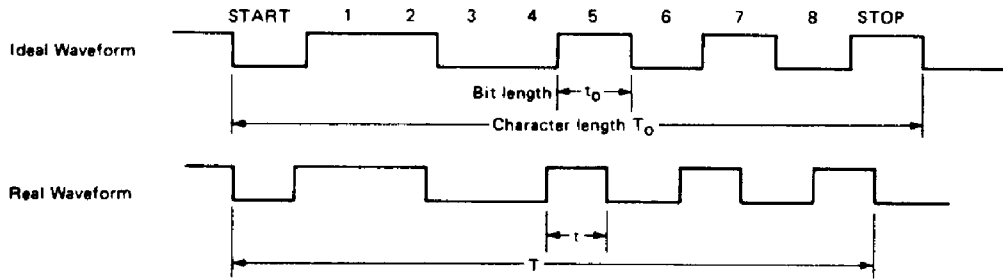 START 1 2 3 4 5 6 7 8 STOP
Ideal Waveform
Bit length t₀
Character length T₀
Real Waveform
t
T